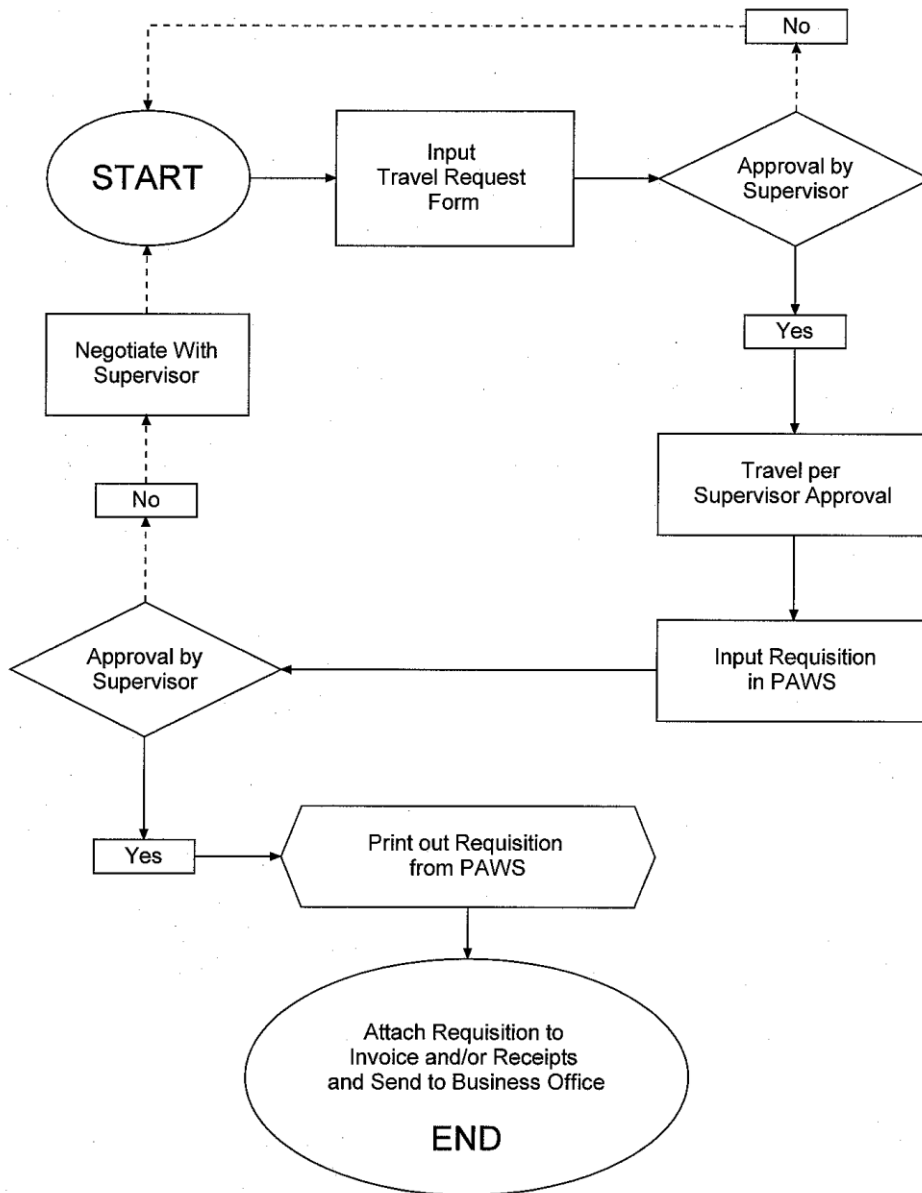 No
START
Input
Travel Request
Form
Approval by
Supervisor
Yes
Negotiate With
Supervisor
Travel per
Supervisor Approval
No
Approval by
Supervisor
Input Requisition
in PAWS
Yes
Print out Requisition
from PAWS
Attach Requisition to
Invoice and/or Receipts
and Send to Business Office
END